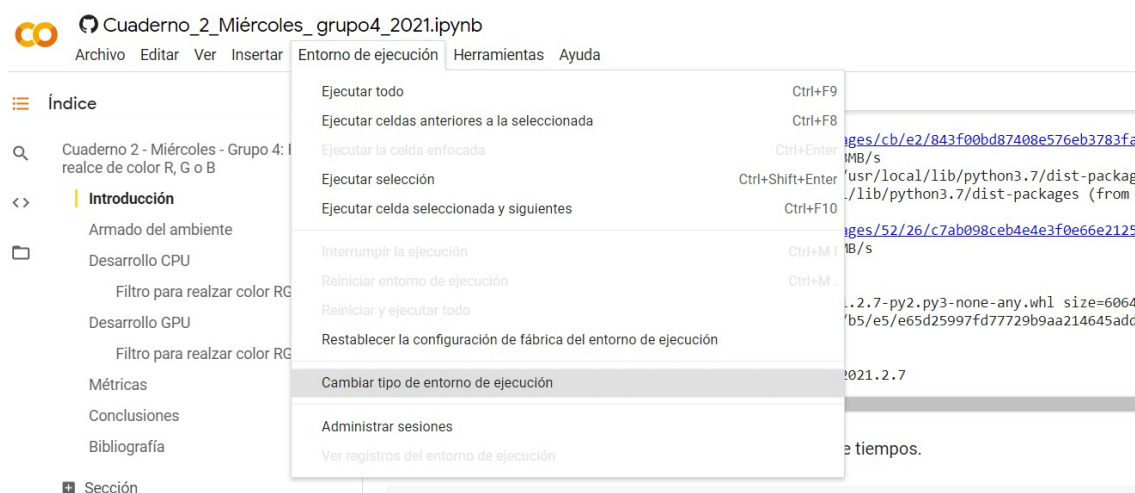 Cuaderno_2_Miércoles_ grupo4_2021.ipynb
Archivo Editar Ver Insertar Entorno de ejecución Herramientas Ayuda
Índice
Cuaderno 2 - Miércoles - Grupo 4:
realce de color R, G o B
Introducción
Armado del ambiente
Desarrollo CPU
Filtro para realzar color RG
Desarrollo GPU
Filtro para realzar color RG
Métricas
Conclusiones
Bibliografía
Sección
Ejecutar todo Ctrl+F9
Ejecutar celdas anteriores a la seleccionada Ctrl+F8
Ejecutar la celda enfocada Ctrl+Enter
Ejecutar selección Ctrl+Shift+Enter
Ejecutar celda seleccionada y siguientes Ctrl+F10
Interrumpir la ejecución Ctrl+M I
Reiniciar entorno de ejecución Ctrl+M .
Reiniciar y ejecutar todo
Restablecer la configuración de fábrica del entorno de ejecución
Cambiar tipo de entorno de ejecución
Administrar sesiones
Ver registros del entorno de ejecución
ages/cb/e2/843f00bd87408e576eb3783fa
MB/s
/usr/local/lib/python3.7/dist-packag
/lib/python3.7/dist-packages (from
ages/52/26/c7ab098ceb4e4e3f0e66e2125
MB/s
.2.7-py2.py3-none-any.whl size=6064
/b5/e5/e65d25997fd77729b9aa214645add
2021.2.7
e tiempos.